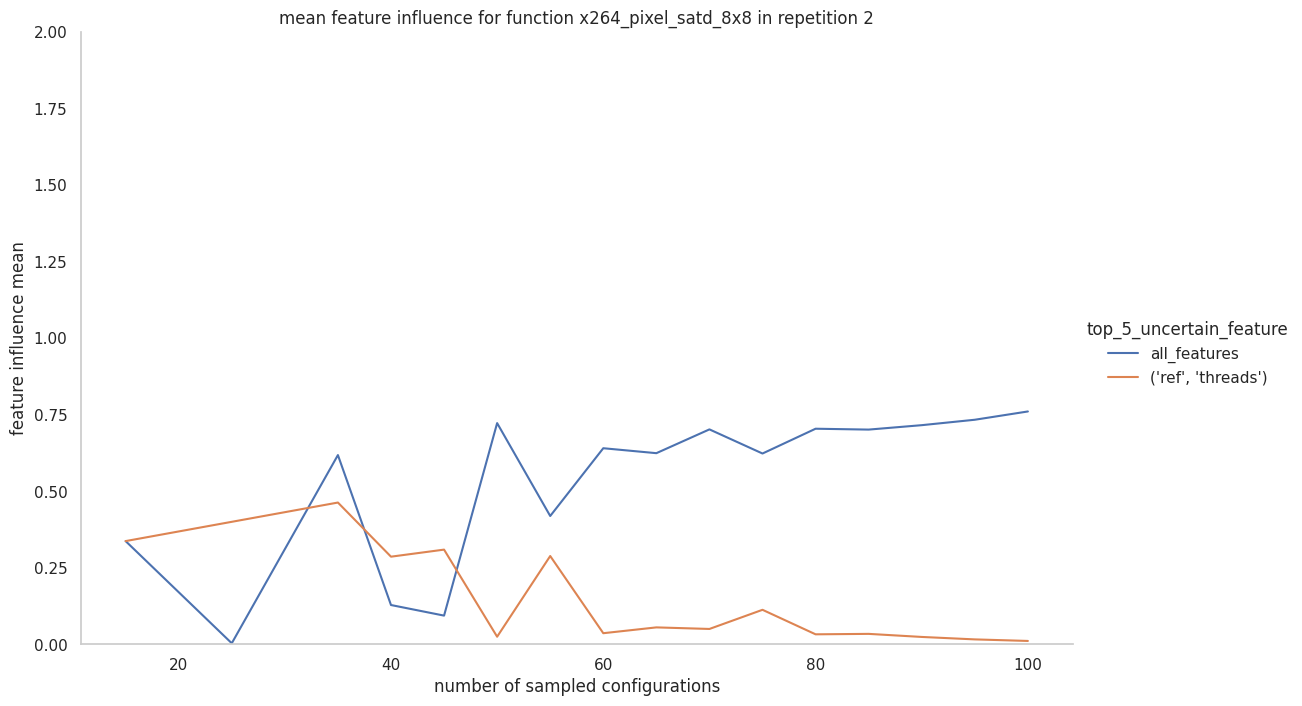 mean feature influence for function x264_pixel_satd_8x8 in repetition 2
2.00
1.75
1.50
1.25
1.00
0.75
0.50
0.25
0.00
feature influence mean
20
40
60
80
100
number of sampled configurations
top_5_uncertain_feature
all_features
('ref', 'threads')